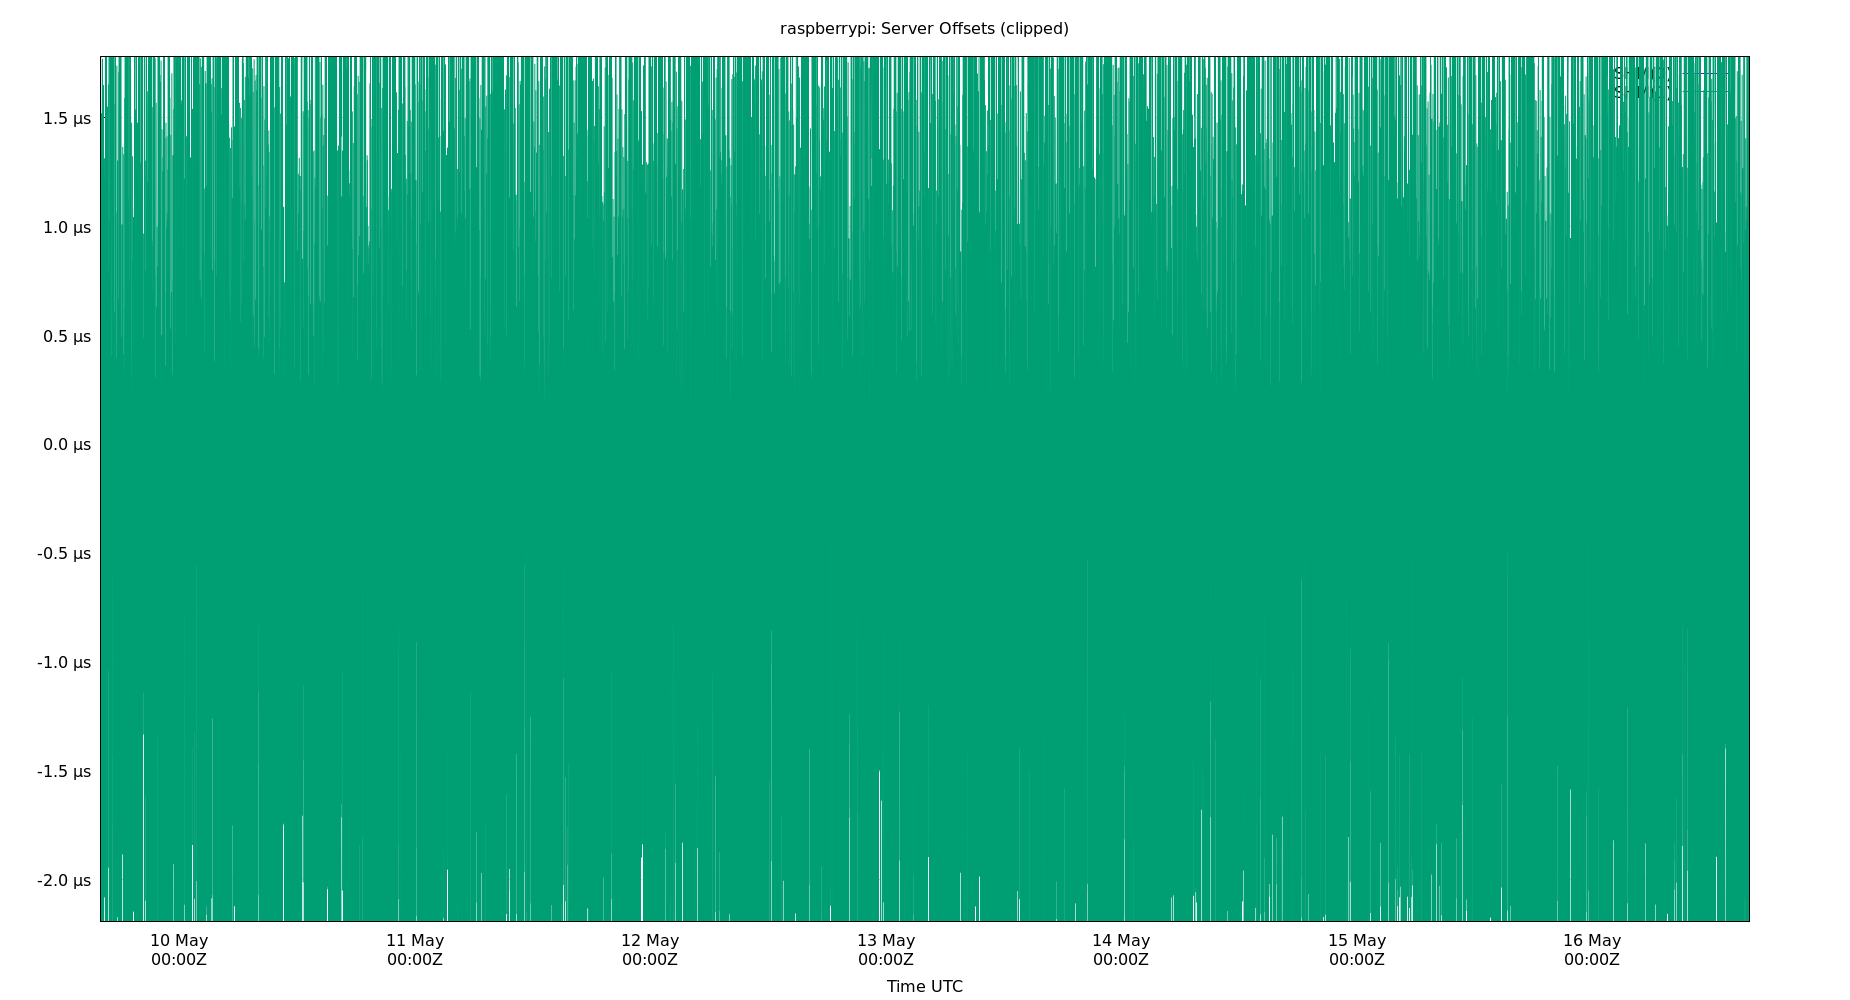 raspberrypi: Server Offsets (clipped)
1.5 µs
1.0 µs
0.5 µs
0.0 µs
-0.5 µs
-1.0 µs
-1.5 µs
-2.0 µs
10 May 11 May 12 May 13 May 14 May 15 May 16 May
00:00Z 00:00Z 00:00Z 00:00Z 00:00Z 00:00Z 00:00Z
Time UTC